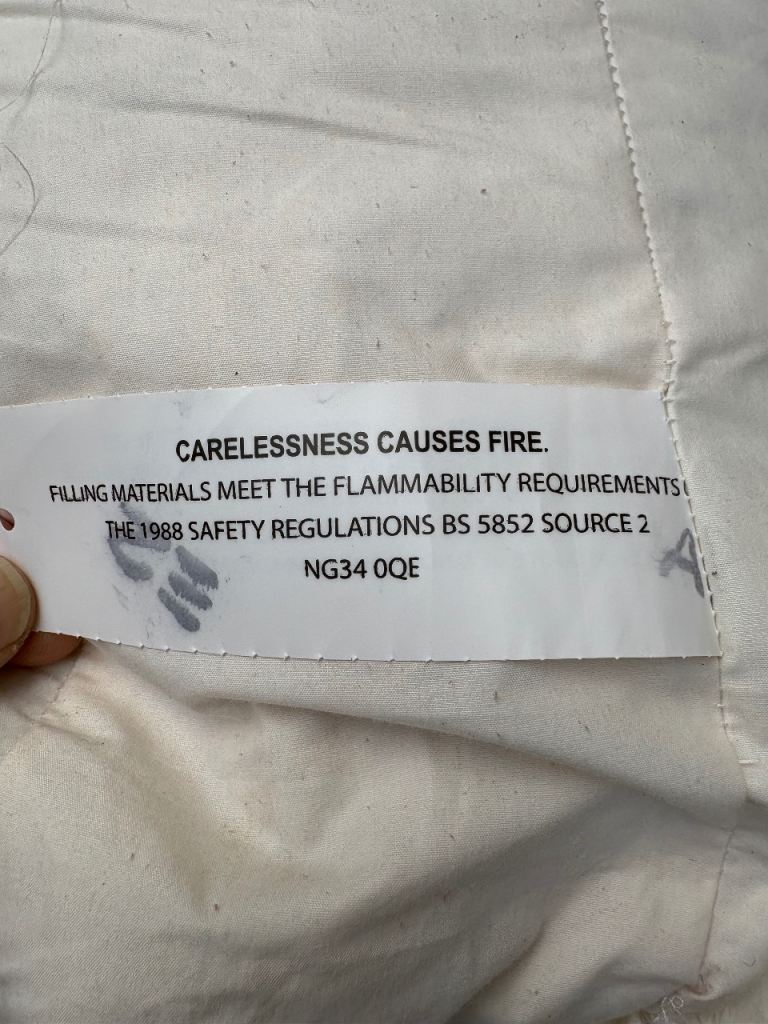 CARELESSNESS CAUSES FIRE.
FILLING MATERIALS MEET THE FLAMMABILITY REQUIREMENTS
THE 1988 SAFETY REGULATIONS BS 5852 SOURCE 2
NG34 0QE